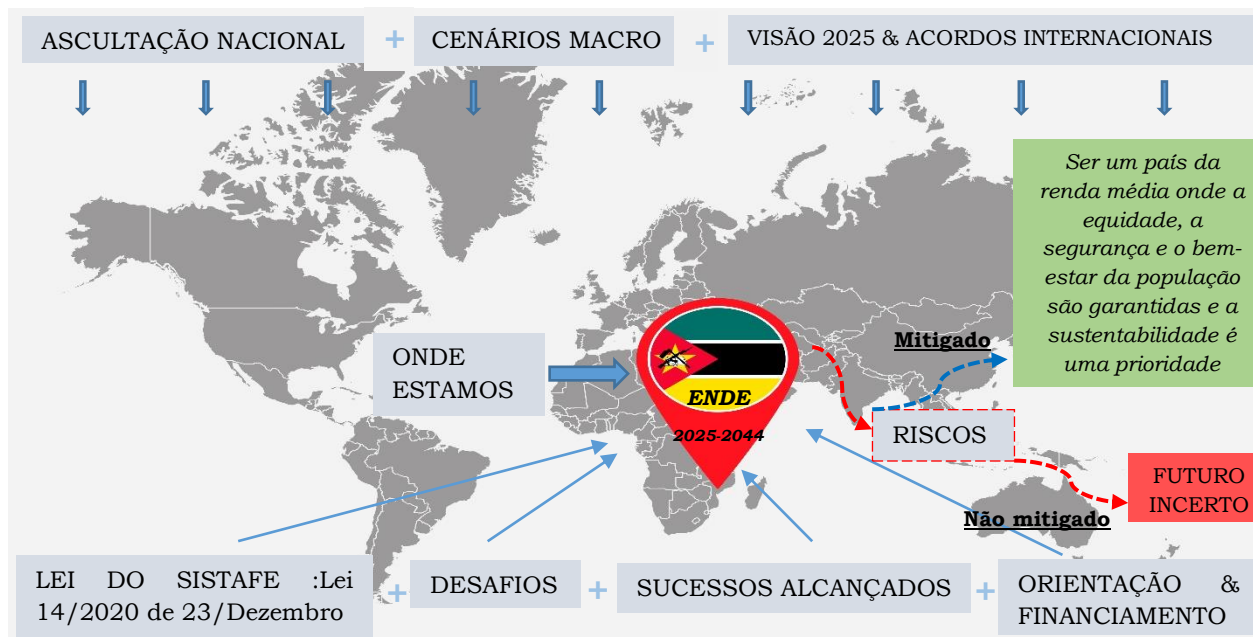 ASCULTAÇÃO NACIONAL + CENÁRIOS MACRO + VISÃO 2025 & ACORDOS INTERNACIONAIS
Ser um país da
renda média onde a
equidade, a
segurança e o bem-
estar da população
são garantidas e a
sustentabilidade é
uma prioridade
Mitigado
ONDE
ESTAMOS
ENDE
2025-2044
RISCOS
FUTURO
INCERTO
Não mitigado
LEI DO SISTAFE :Lei
14/2020 de 23/Dezembro
+ DESAFIOS + SUCESSOS ALCANÇADOS +
ORIENTAÇÃO &
FINANCIAMENTO